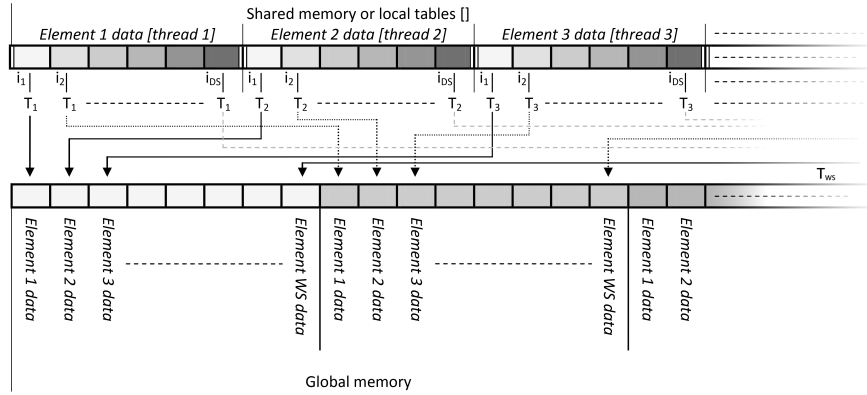 Shared memory or local tables []
Element 1 data [thread 1] Element 2 data [thread 2] Element 3 data [thread 3]
i1 i2 iDS i1 i2 iDS i1 i2 iDS
T1 T1 T1 T2 T2 T2 T3 T3 T3
Tws
Element 1 data
Element 2 data
Element 3 data
Element WS data
Element 1 data
Element 2 data
Element 3 data
Element WS data
Element 1 data
Element 2 data
Global memory